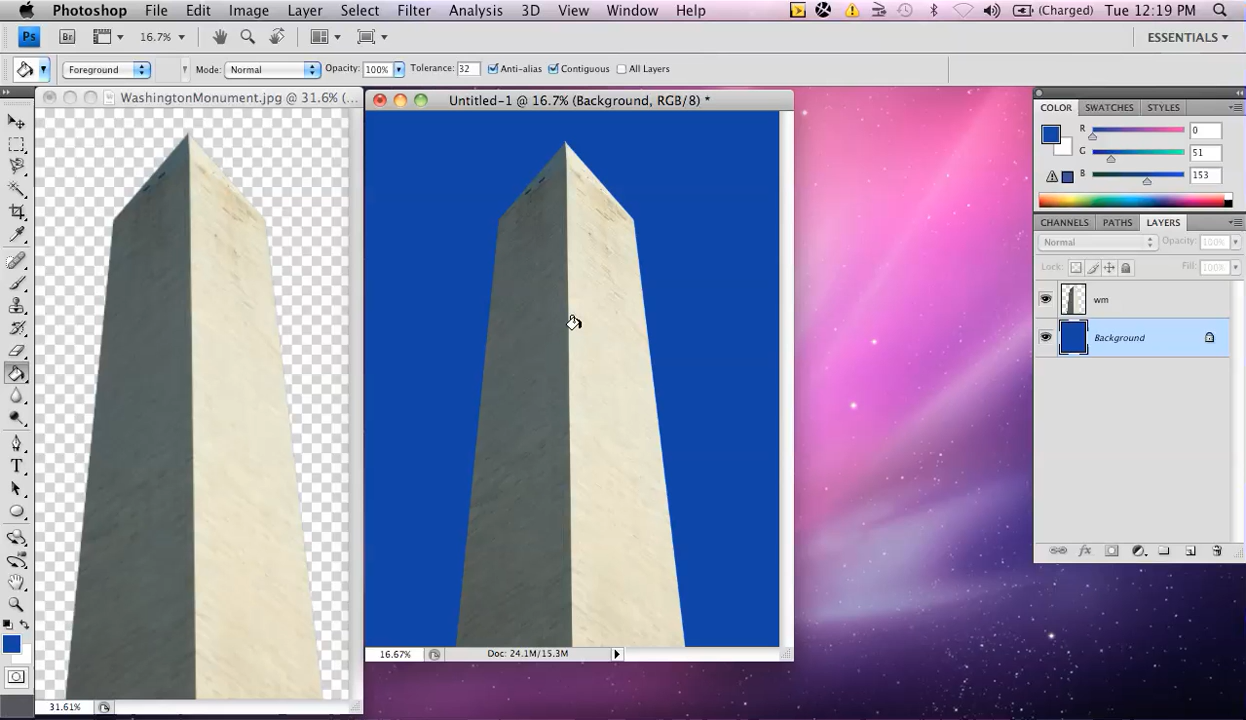 Photoshop File Edit Image Layer Select Filter Analysis 3D View Window Help (Charged) Tue 12:19 PM
Ps Br 16.7% ESSENTIALS
Foreground Mode: Normal Opacity: 100% Tolerance: 32 Anti-alias Contiguous All Layers
WashingtonMonument.jpg @ 31.6% (...
Untitled-1 @ 16.7% (Background, RGB/8) *
COLOR SWATCHES STYLES
R 0
G 51
B 153
CHANNELS PATHS LAYERS
Normal Opacity: 100%
Lock: Fill: 100%
wm
Background
T
fx
16.67% Doc: 24.1M/15.3M
31.61%